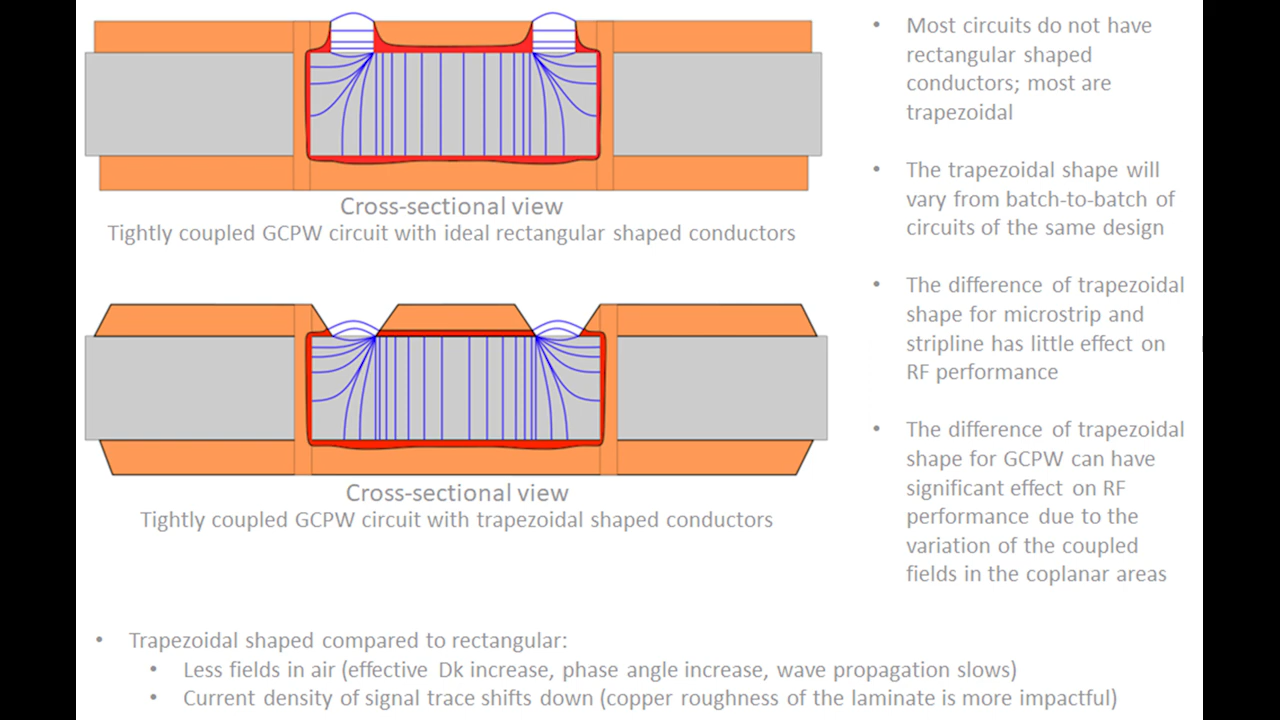 Cross-sectional view
Tightly coupled GCPW circuit with ideal rectangular shaped conductors
Cross-sectional view
Tightly coupled GCPW circuit with trapezoidal shaped conductors
• Most circuits do not have
rectangular shaped
conductors; most are
trapezoidal
• The trapezoidal shape will
vary from batch-to-batch of
circuits of the same design
• The difference of trapezoidal
shape for microstrip and
stripline has little effect on
RF performance
• The difference of trapezoidal
shape for GCPW can have
significant effect on RF
performance due to the
variation of the coupled
fields in the coplanar areas
• Trapezoidal shaped compared to rectangular:
• Less fields in air (effective Dk increase, phase angle increase, wave propagation slows)
• Current density of signal trace shifts down (copper roughness of the laminate is more impactful)